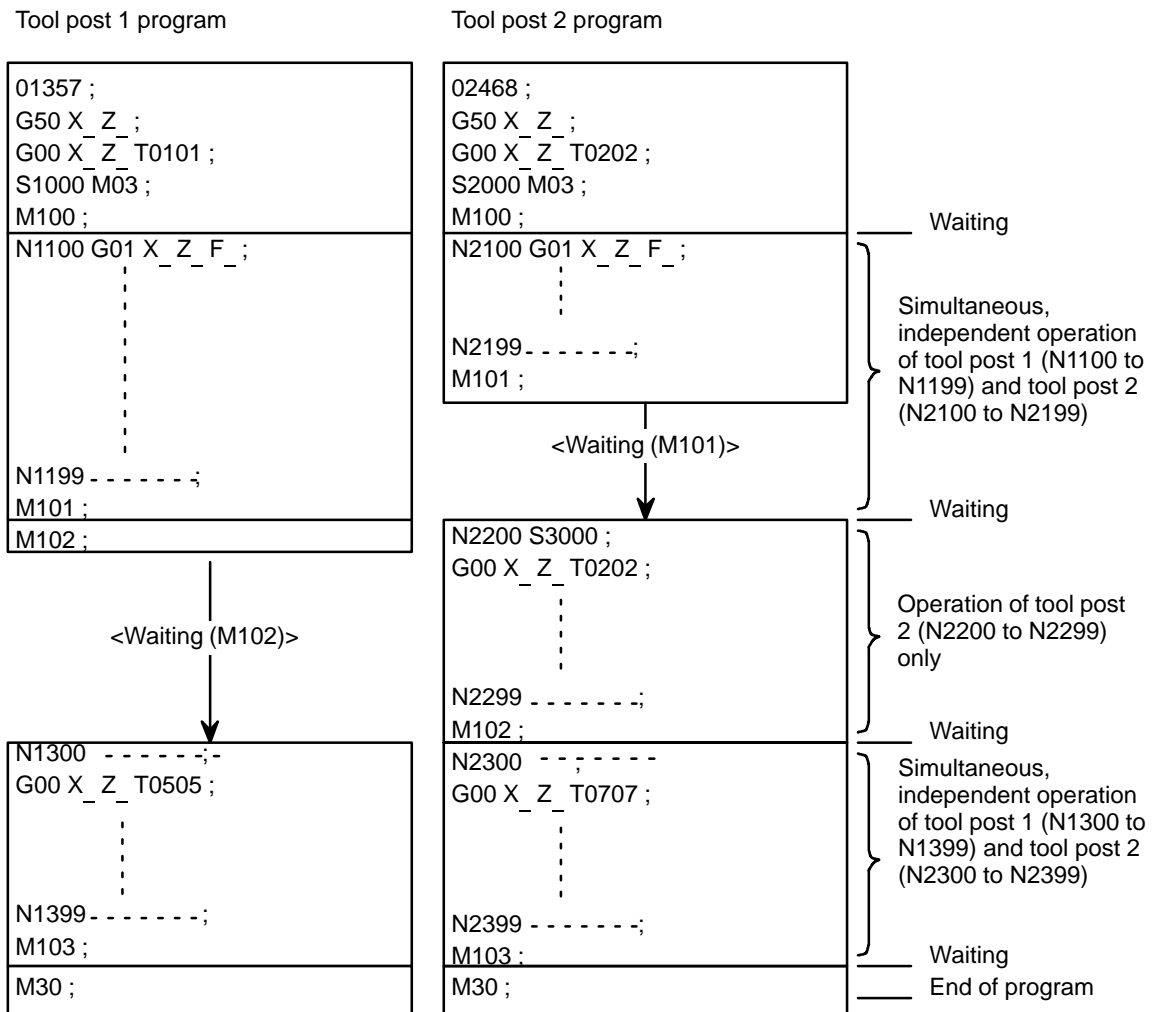 Tool post 1 program
01357 ;
G50 X_ Z_ ;
G00 X_ Z_ T0101 ;
S1000 M03 ;
M100 ;
N1100 G01 X_ Z_ F_ ;
N1199 - - - - - - - ;
M101 ;
M102 ;
<Waiting (M102)>
N1300 - - - - - - ; -
G00 X_ Z_ T0505 ;
N1399 - - - - - - - ;
M103 ;
M30 ;
Tool post 2 program
02468 ;
G50 X_ Z_ ;
G00 X_ Z_ T0202 ;
S2000 M03 ;
M100 ;
N2100 G01 X_ Z_ F_ ;
N2199 - - - - - - - ;
M101 ;
<Waiting (M101)>
N2200 S3000 ;
G00 X_ Z_ T0202 ;
N2299 - - - - - - - ;
M102 ;
N2300 - - ; - - - - -
G00 X_ Z_ T0707 ;
N2399 - - - - - - - ;
M103 ;
M30 ;
Waiting
Simultaneous,
independent operation
of tool post 1 (N1100 to
N1199) and tool post 2
(N2100 to N2199)
Waiting
Operation of tool post
2 (N2200 to N2299)
only
Waiting
Simultaneous,
independent operation
of tool post 1 (N1300 to
N1399) and tool post 2
(N2300 to N2399)
Waiting
End of program